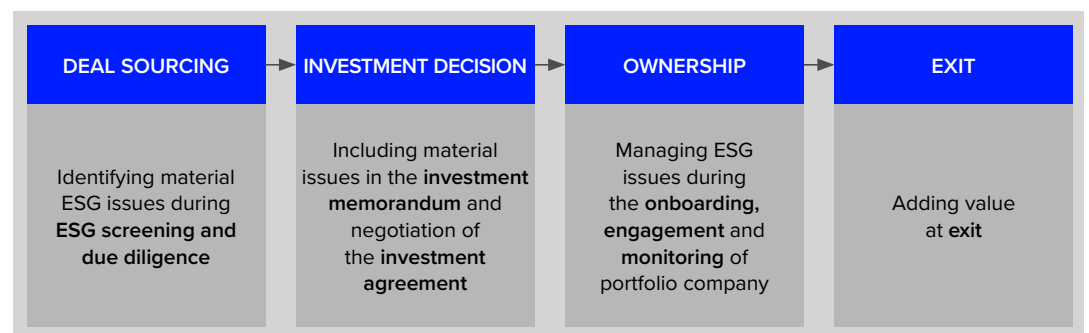 DEAL SOURCING
INVESTMENT DECISION
OWNERSHIP
EXIT
Identifying material
ESG issues during
ESG screening and
due diligence
Including material
issues in the investment
memorandum and
negotiation of
the investment
agreement
Managing ESG
issues during
the onboarding,
engagement and
monitoring of
portfolio company
Adding value
at exit